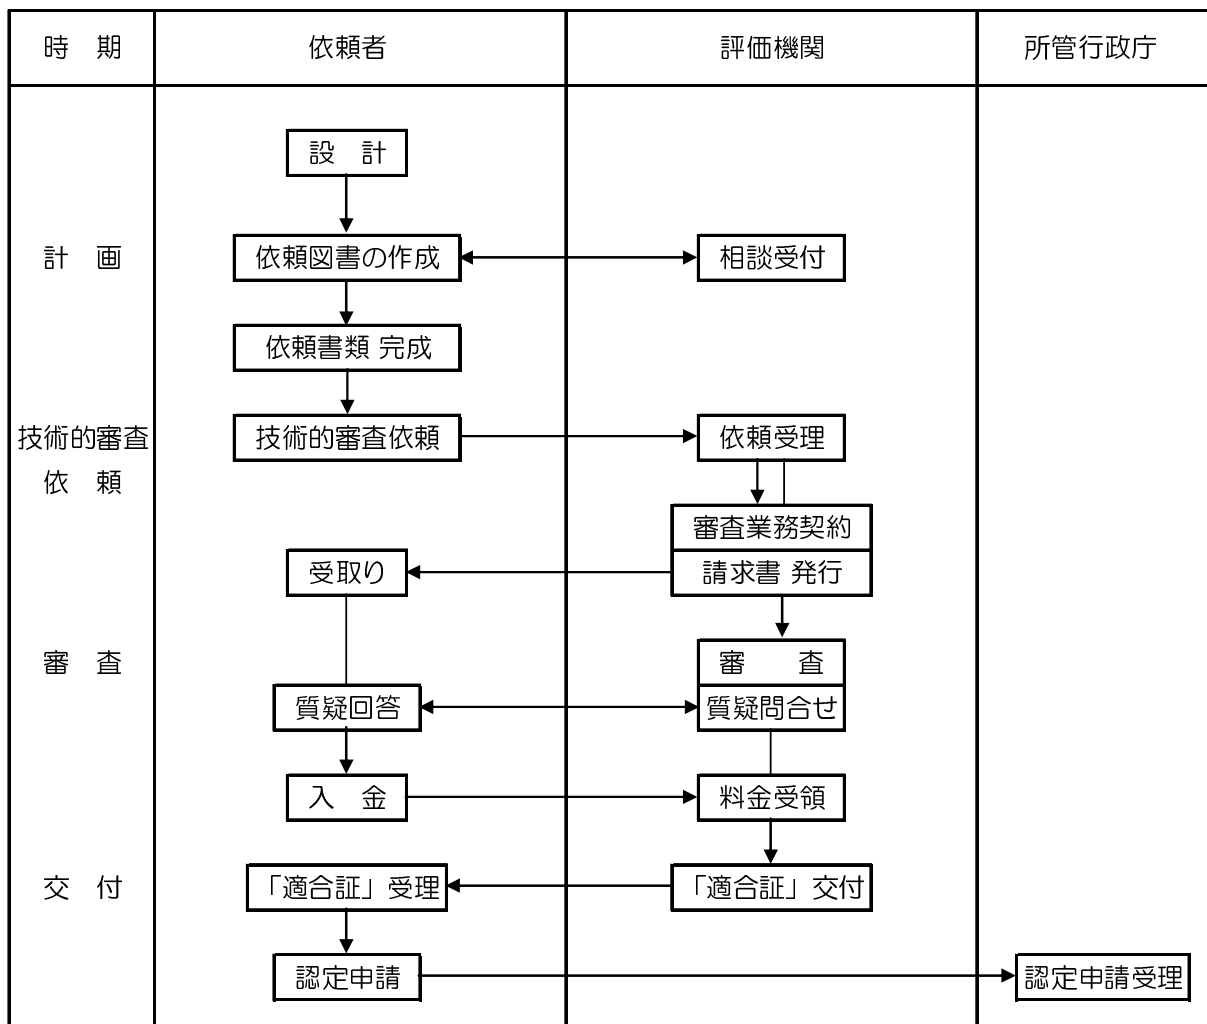 時　期　依頼者　評価機関　所管行政庁
設　計
計　画　依頼図書の作成　相談受付
依頼書類 完成
技術的審査　技術的審査依頼　依頼受理
依　頼
審査業務契約
受取り　請求書 発行
審　査　審　　査
質疑回答　質疑問合せ
入　金　料金受領
交　付　「適合証」受理　「適合証」交付
認定申請　認定申請受理